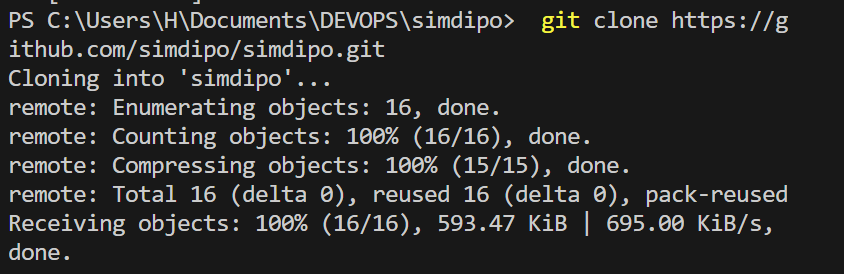 PS C:\Users\H\Documents\DEVOPS\simdipo>  git clone https://g
ithub.com/simdipo/simdipo.git
Cloning into 'simdipo'...
remote: Enumerating objects: 16, done.
remote: Counting objects: 100% (16/16), done.
remote: Compressing objects: 100% (15/15), done.
remote: Total 16 (delta 0), reused 16 (delta 0), pack-reused
Receiving objects: 100% (16/16), 593.47 KiB | 695.00 KiB/s,
done.